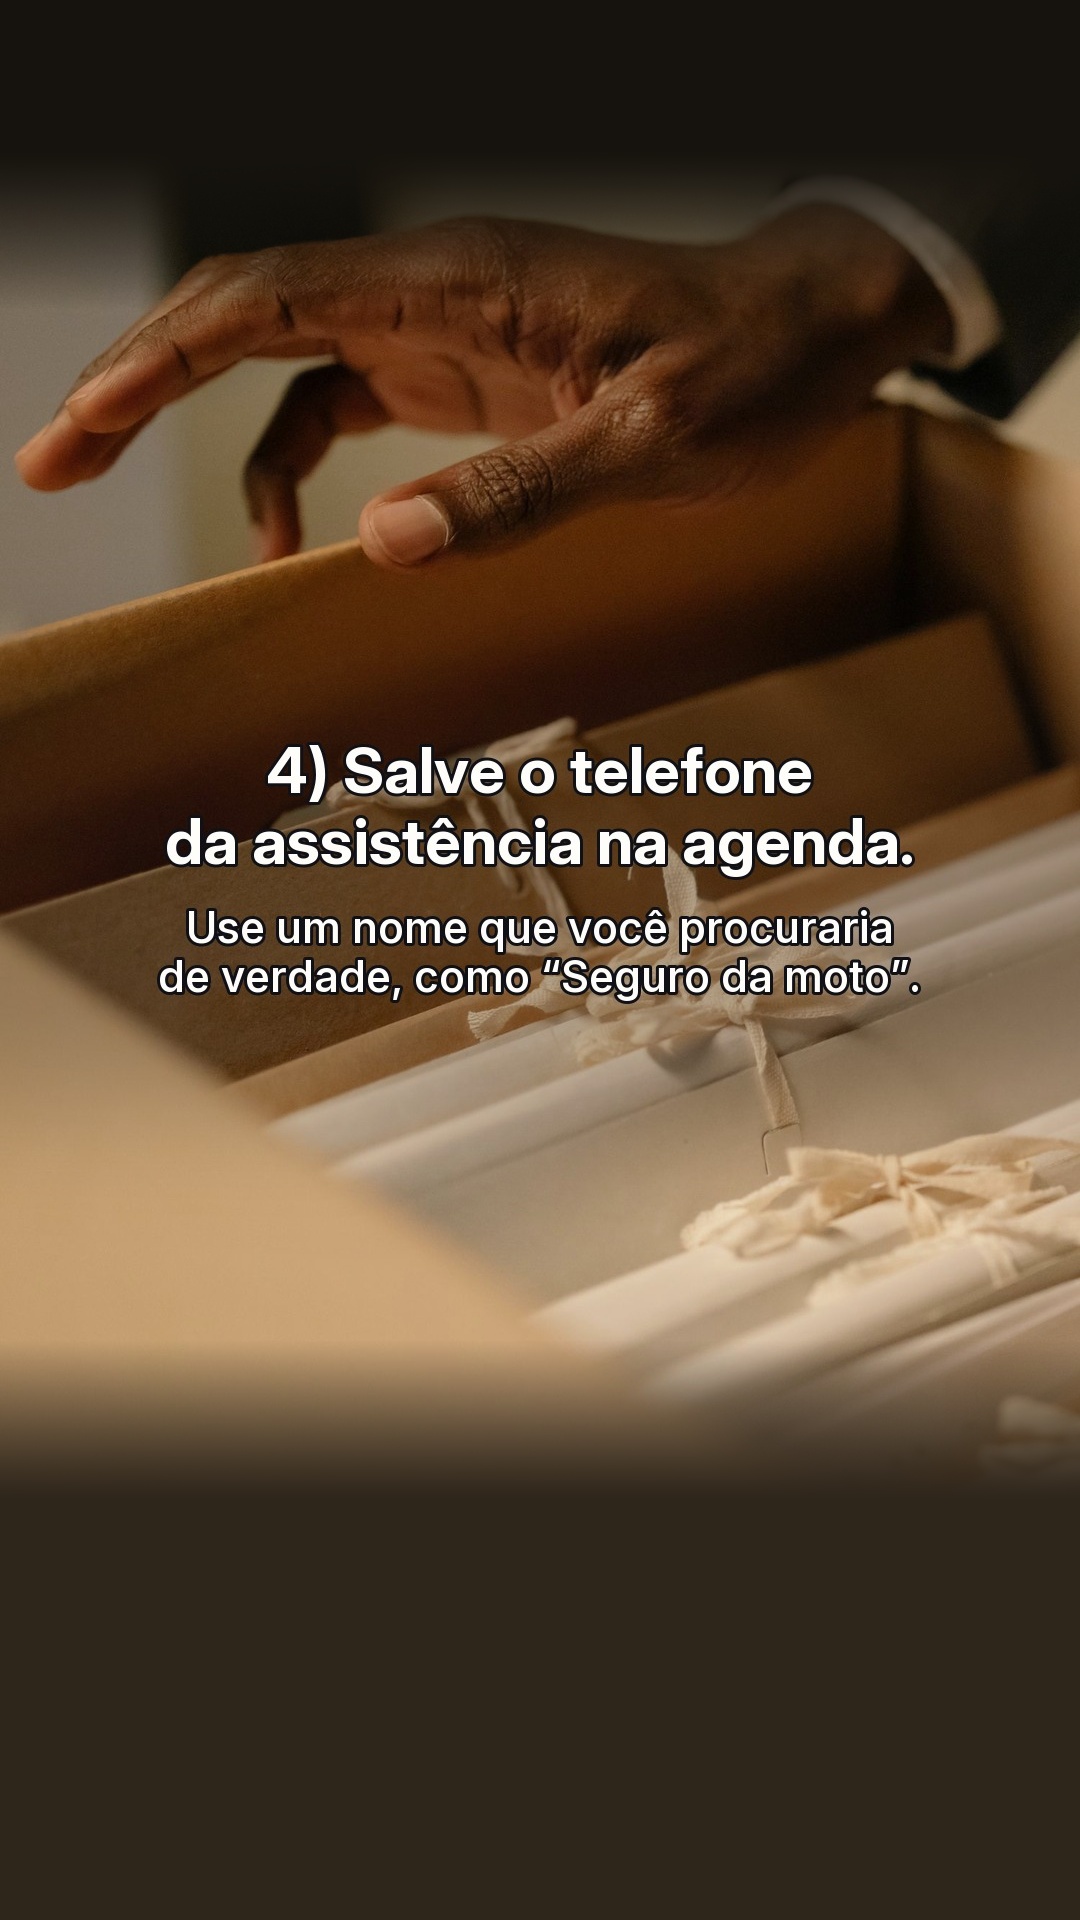 4) Salve o telefone
da assistência na agenda.
Use um nome que você procuraria
de verdade, como “Seguro da moto”.